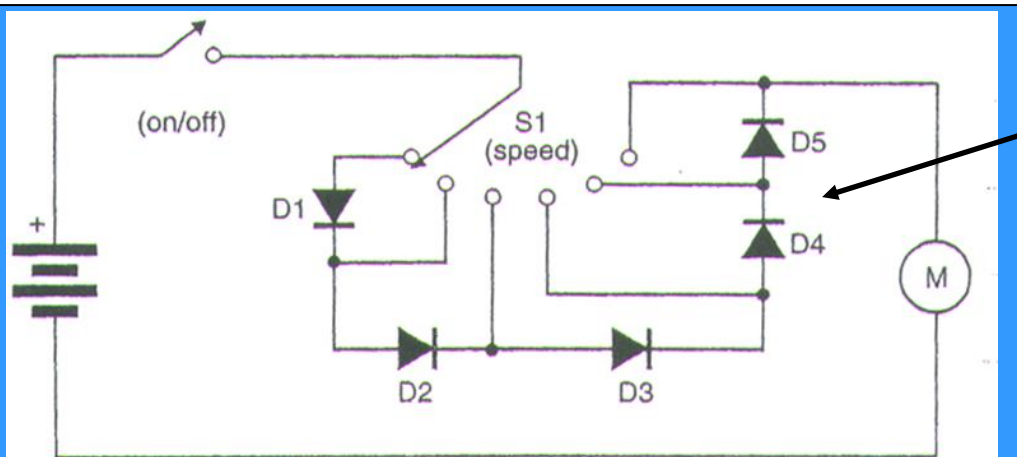 (on/off)
S1
(speed)
D5
D1
+
D4
M
D2
D3